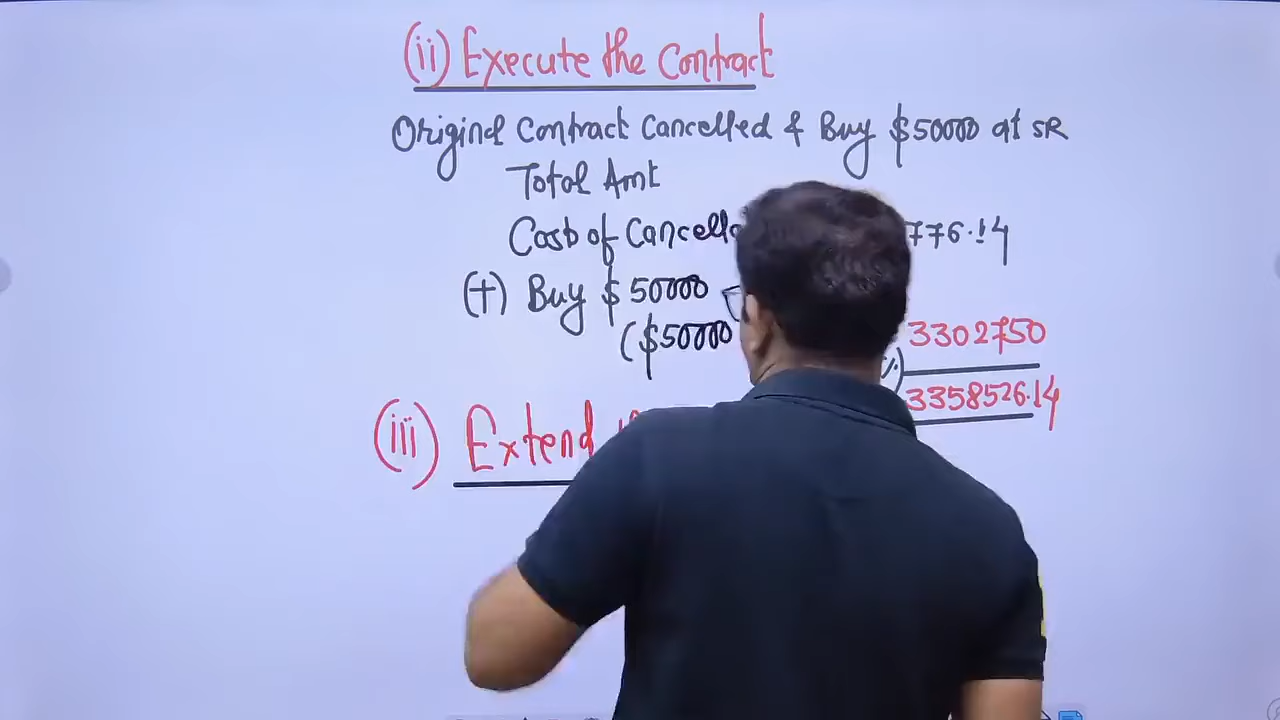 (ii) Execute the Contract
Original Contract Cancelled & Buy $50000 at SR
Total Amt
Cost of 776.14
(+) Buy $ 50000
($50000
3302750
3358526.14
(iii) Extend